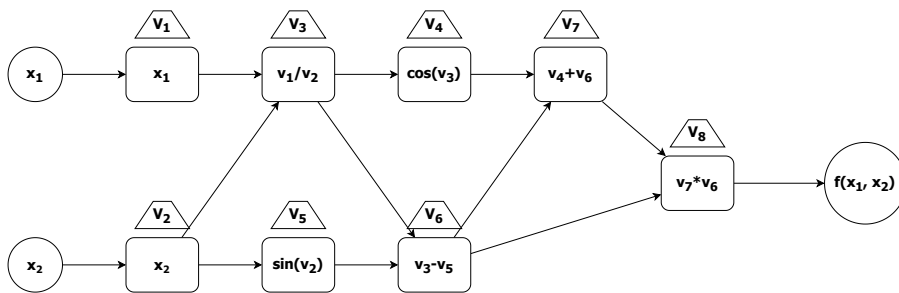 V₁ V₃ V₄ V₇
x₁ x₁ v₁/v₂ cos(v₃) v₄+v₆
V₈
v₇*v₆ f(x₁, x₂)
V₂ V₅ V₆
x₂ x₂ sin(v₂) v₃-v₅